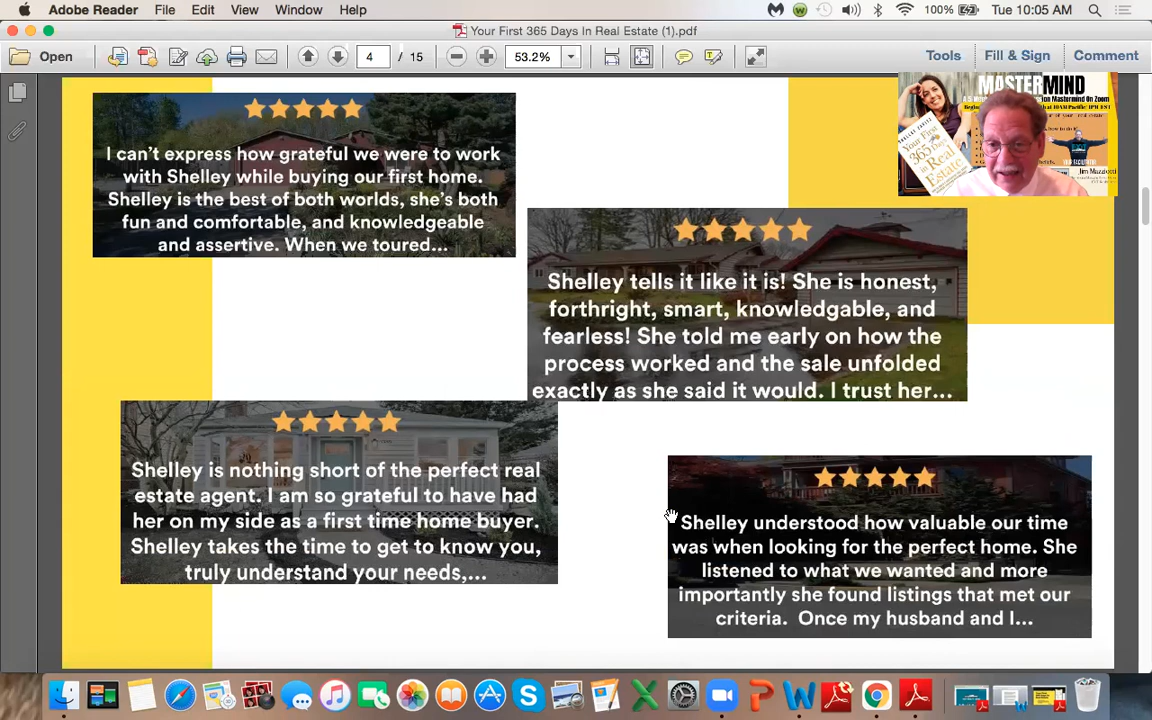 Adobe Reader File Edit View Window Help
100% Tue 10:05 AM
Your First 365 Days In Real Estate (1).pdf
Open 4 / 15 53.2% Tools Fill & Sign Comment
MASTERMIND
Your First
365 Days
in Real
Estate
Jim Mazziotti
I can't express how grateful we were to work
with Shelley while buying our first home.
Shelley is the best of both worlds, she's both
fun and comfortable, and knowledgeable
and assertive. When we toured...
Shelley tells it like it is! She is honest,
forthright, smart, knowledgable, and
fearless! She told me early on how the
process worked and the sale unfolded
exactly as she said it would. I trust her...
Shelley is nothing short of the perfect real
estate agent. I am so grateful to have had
her on my side as a first time home buyer.
Shelley takes the time to get to know you,
truly understand your needs,...
Shelley understood how valuable our time
was when looking for the perfect home. She
listened to what we wanted and more
importantly she found listings that met our
criteria. Once my husband and I...